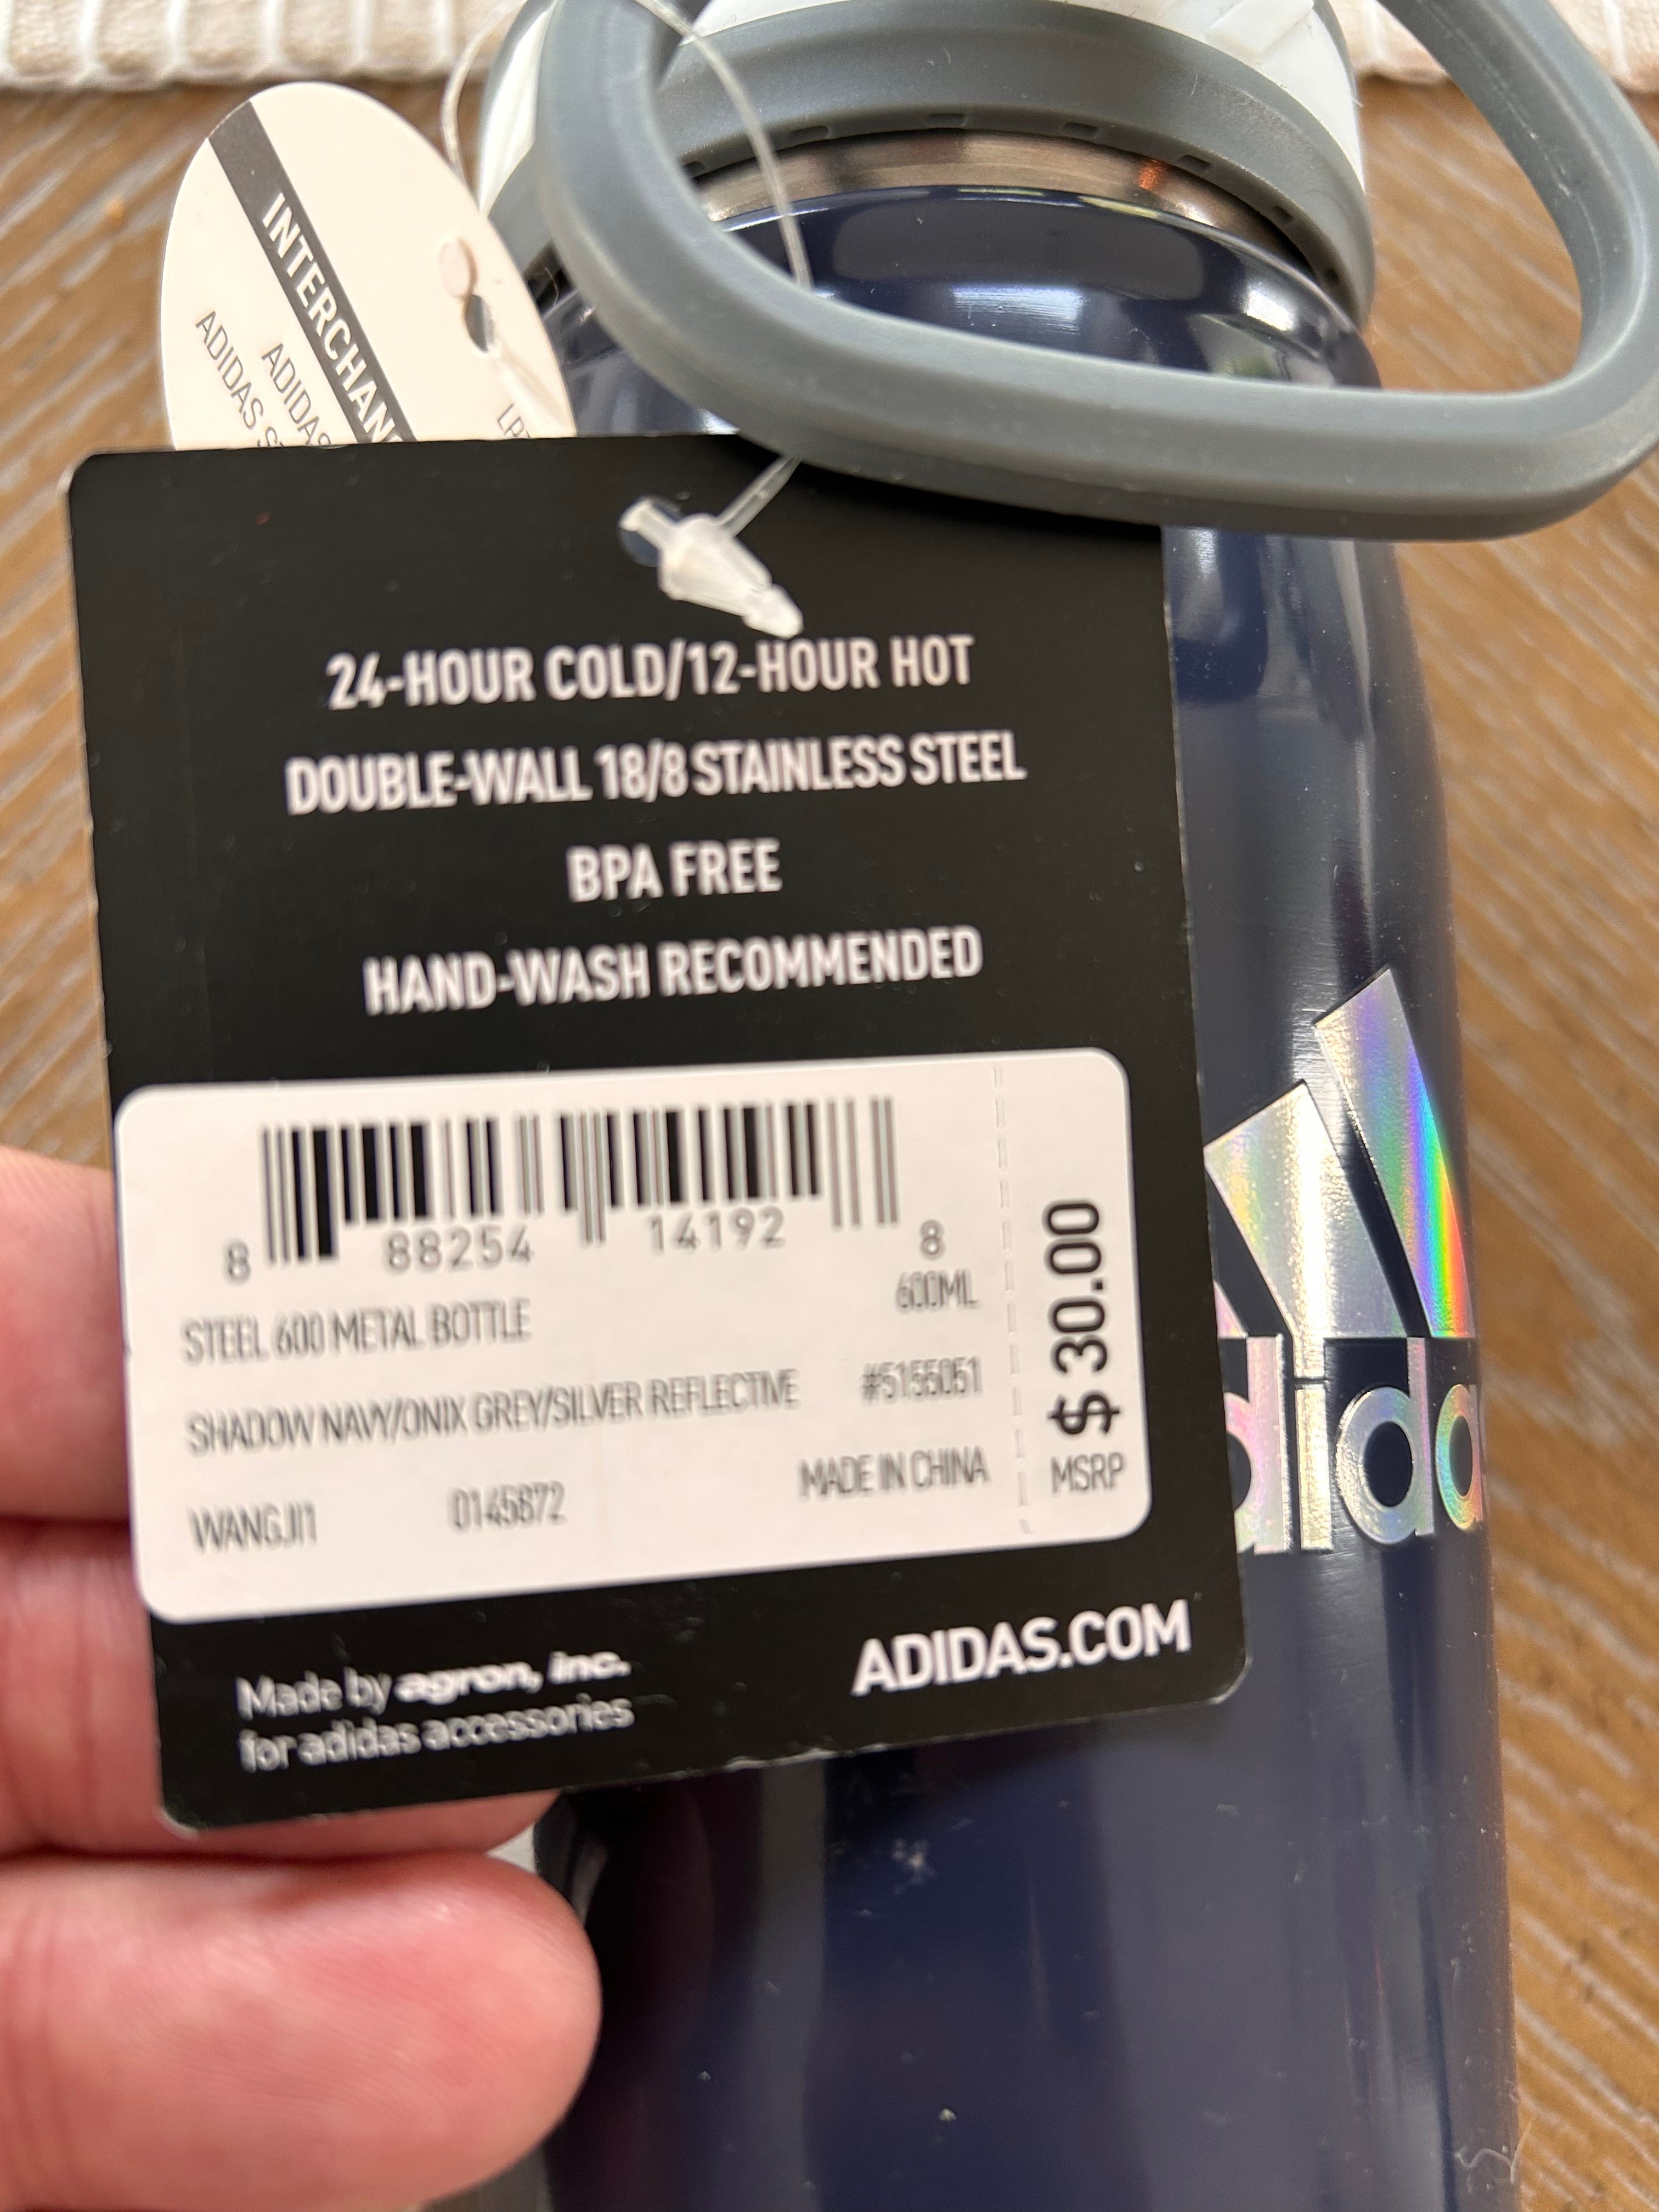 INTERCHAN
ADIDAS
ADIDAS
24-HOUR COLD/12-HOUR HOT
DOUBLE-WALL 18/8 STAINLESS STEEL
BPA FREE
HAND-WASH RECOMMENDED
8 88254 14192 8
600ML
STEEL 600 METAL BOTTLE
SHADOW NAVY/ONIX GREY/SILVER REFLECTIVE #5155051
WANGJI1 0145872 MADE IN CHINA
$30.00
MSRP
Made by agron, inc.
for adidas accessories
ADIDAS.COM
adidas